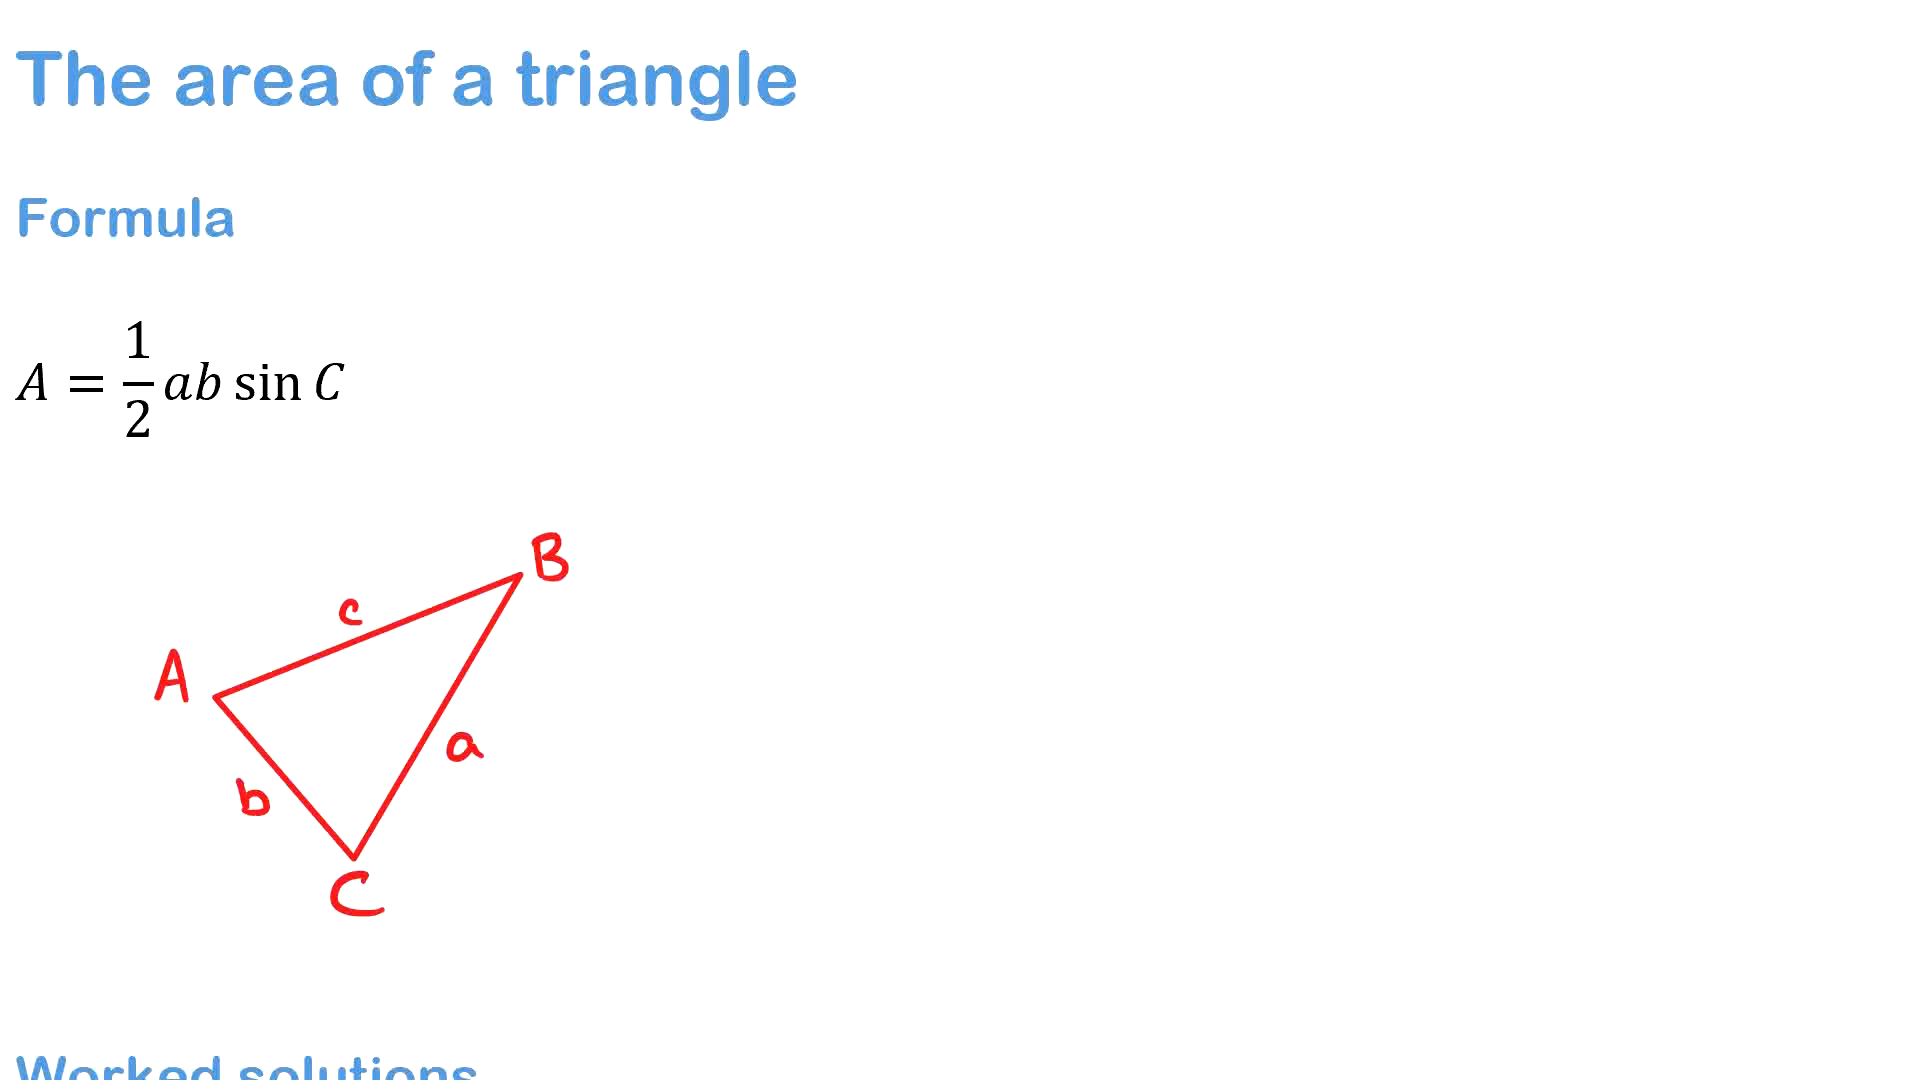 The area of a triangle
Formula
A = 1/2 ab sin C
B
c
A
a
b
C
Worked solutions